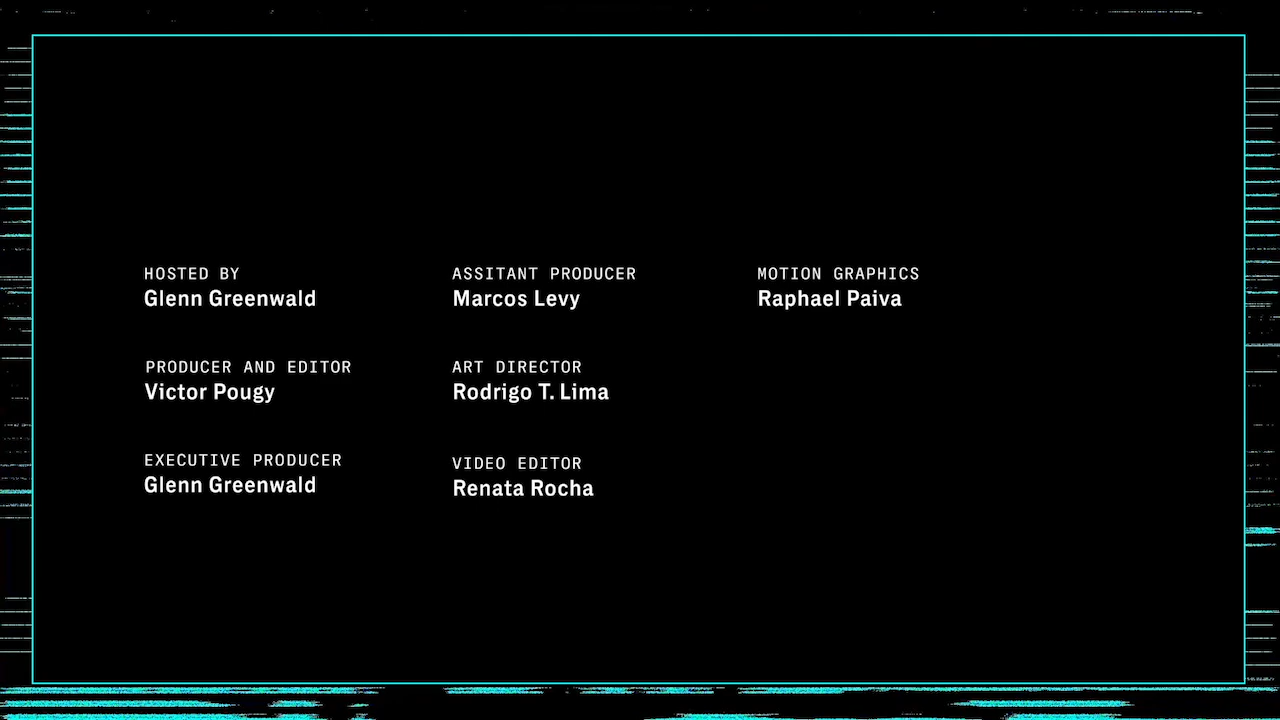 HOSTED BY
Glenn Greenwald
PRODUCER AND EDITOR
Victor Pougy
EXECUTIVE PRODUCER
Glenn Greenwald
ASSITANT PRODUCER
Marcos Levy
ART DIRECTOR
Rodrigo T. Lima
VIDEO EDITOR
Renata Rocha
MOTION GRAPHICS
Raphael Paiva